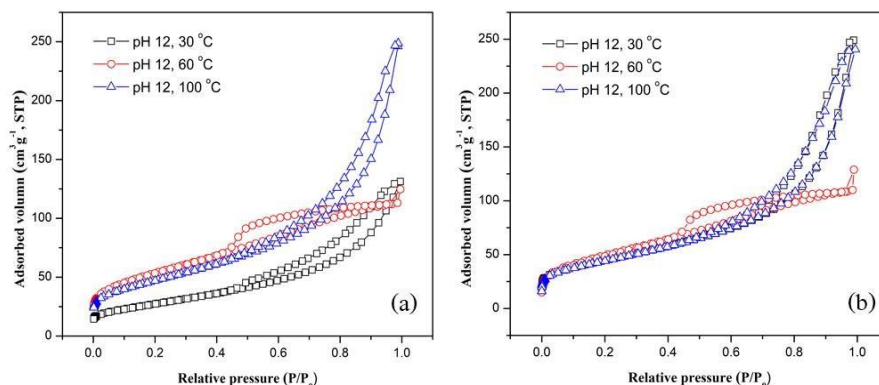 250
200
150
100
50
0
Adsorbed volumn (cm³g⁻¹, STP)
pH 12, 30 °C
pH 12, 60 °C
pH 12, 100 °C
(a)
0.0 0.2 0.4 0.6 0.8 1.0
Relative pressure (P/P₀)
250
200
150
100
50
0
Adsorbed volumn (cm³g⁻¹, STP)
pH 12, 30 °C
pH 12, 60 °C
pH 12, 100 °C
(b)
0.0 0.2 0.4 0.6 0.8 1.0
Relative pressure (P/P₀)